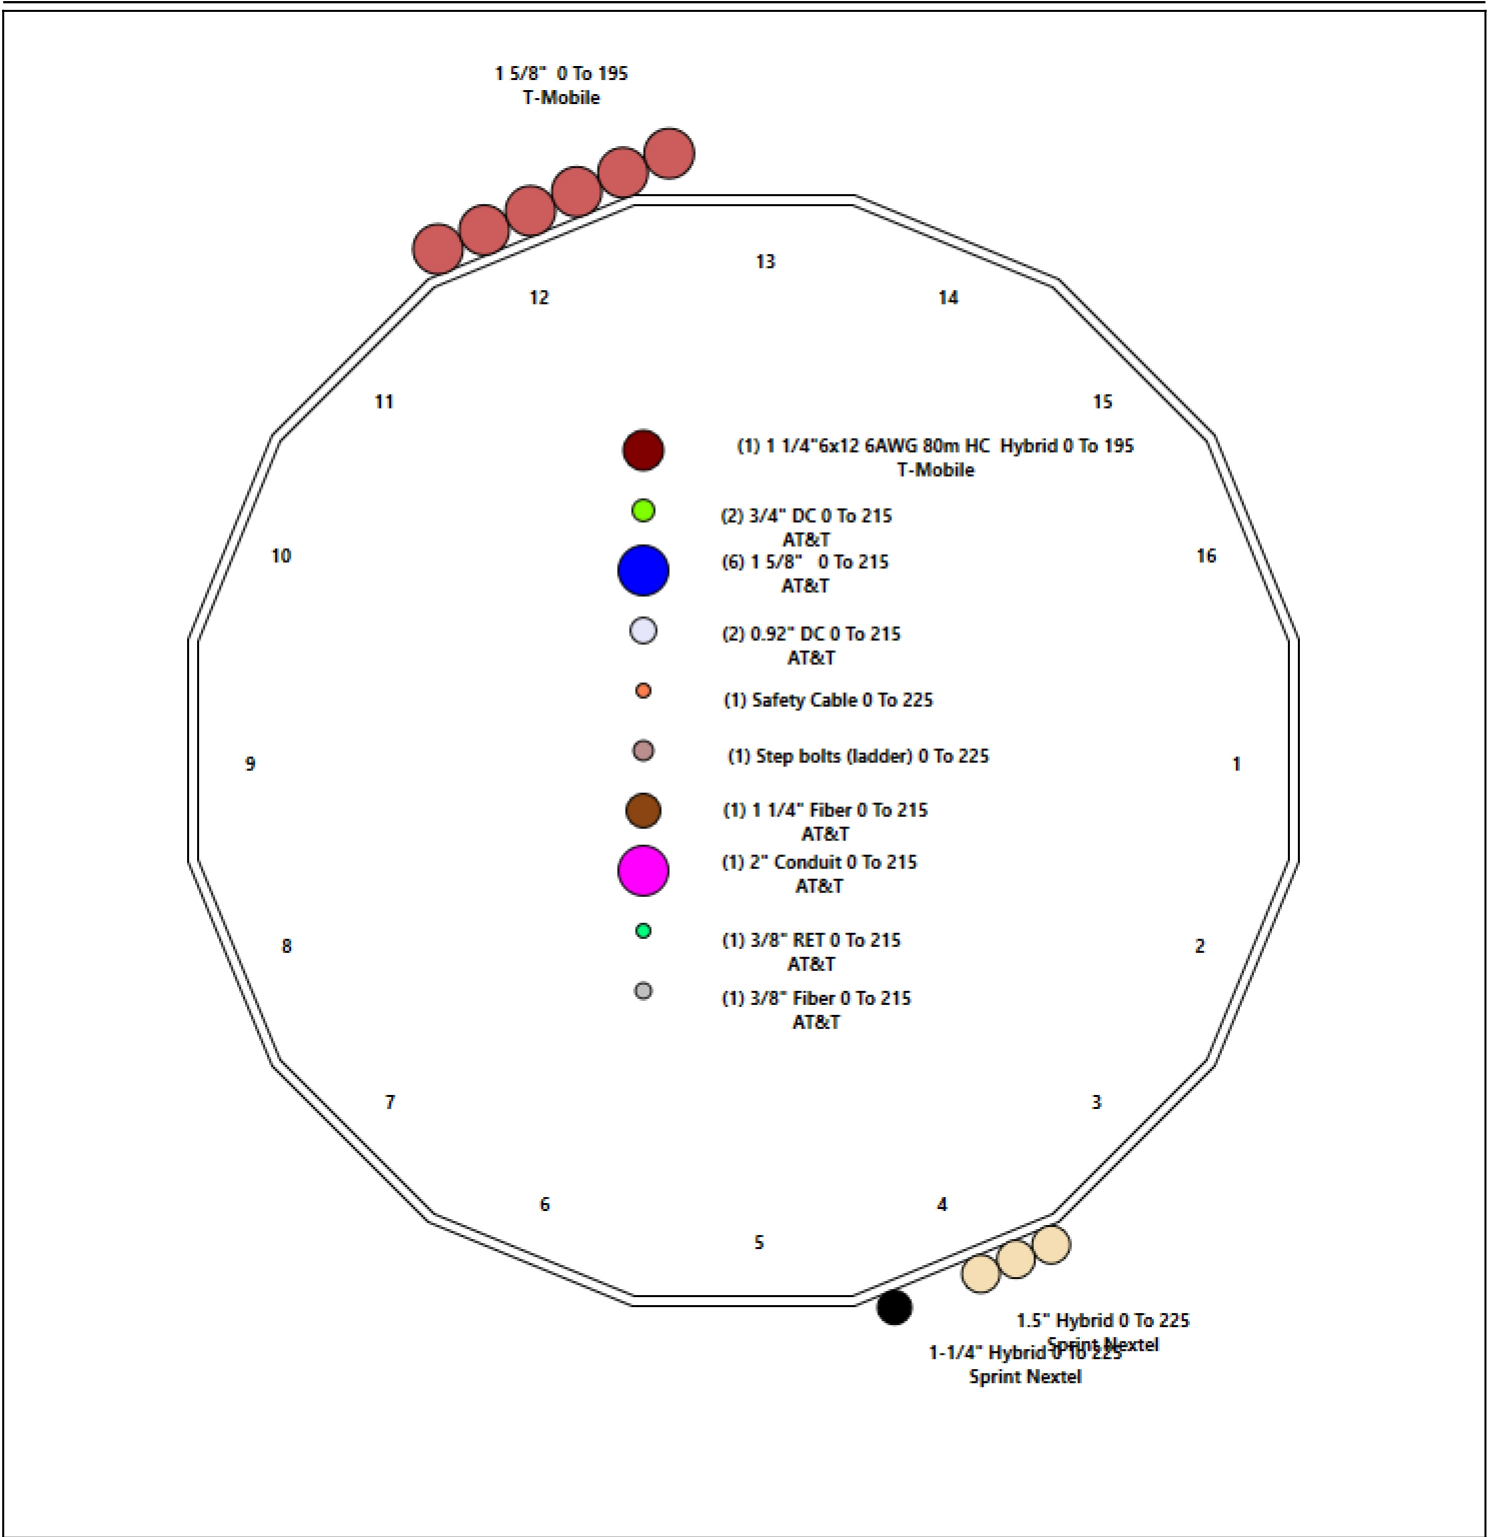 1 5/8" 0 To 195
T-Mobile
13
12
14
11
15
(1) 1 1/4"6x12 6AWG 80m HC Hybrid 0 To 195
T-Mobile
(2) 3/4" DC 0 To 215
AT&T
10
(6) 1 5/8" 0 To 215
16
AT&T
(2) 0.92" DC 0 To 215
AT&T
(1) Safety Cable 0 To 225
(1) Step bolts (ladder) 0 To 225
9
1
(1) 1 1/4" Fiber 0 To 215
AT&T
(1) 2" Conduit 0 To 215
AT&T
(1) 3/8" RET 0 To 215
8
2
AT&T
(1) 3/8" Fiber 0 To 215
AT&T
7
3
6
4
5
1.5" Hybrid 0 To 225
Sprint Nextel
1-1/4" Hybrid 0 To 225
Sprint Nextel